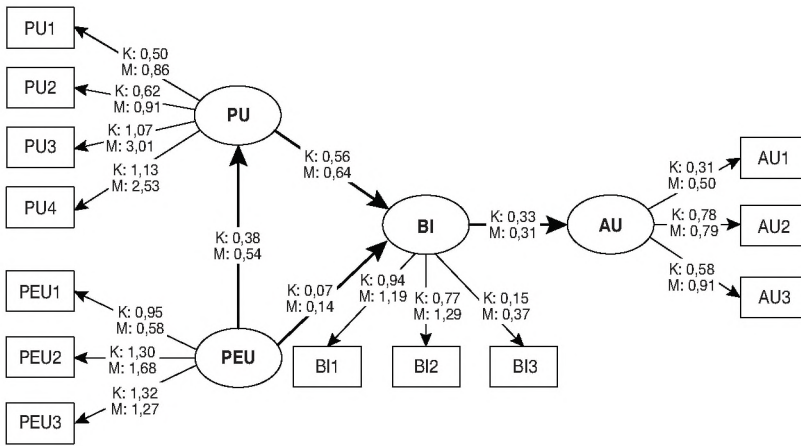 PU1
K: 0,50
M: 0,86
PU2
K: 0,62
M: 0,91
PU
PU3
K: 1,07
M: 3,01
PU4
K: 1,13
M: 2,53
K: 0,56
M: 0,64
K: 0,38
M: 0,54
BI
K: 0,33
M: 0,31
AU
K: 0,31
M: 0,50
AU1
K: 0,78
M: 0,79
AU2
K: 0,58
M: 0,91
AU3
PEU1
K: 0,95
M: 0,58
PEU2
K: 1,30
M: 1,68
PEU
PEU3
K: 1,32
M: 1,27
K: 0,07
M: 0,14
K: 0,94
M: 1,19
K: 0,77
M: 1,29
K: 0,15
M: 0,37
BI1
BI2
BI3